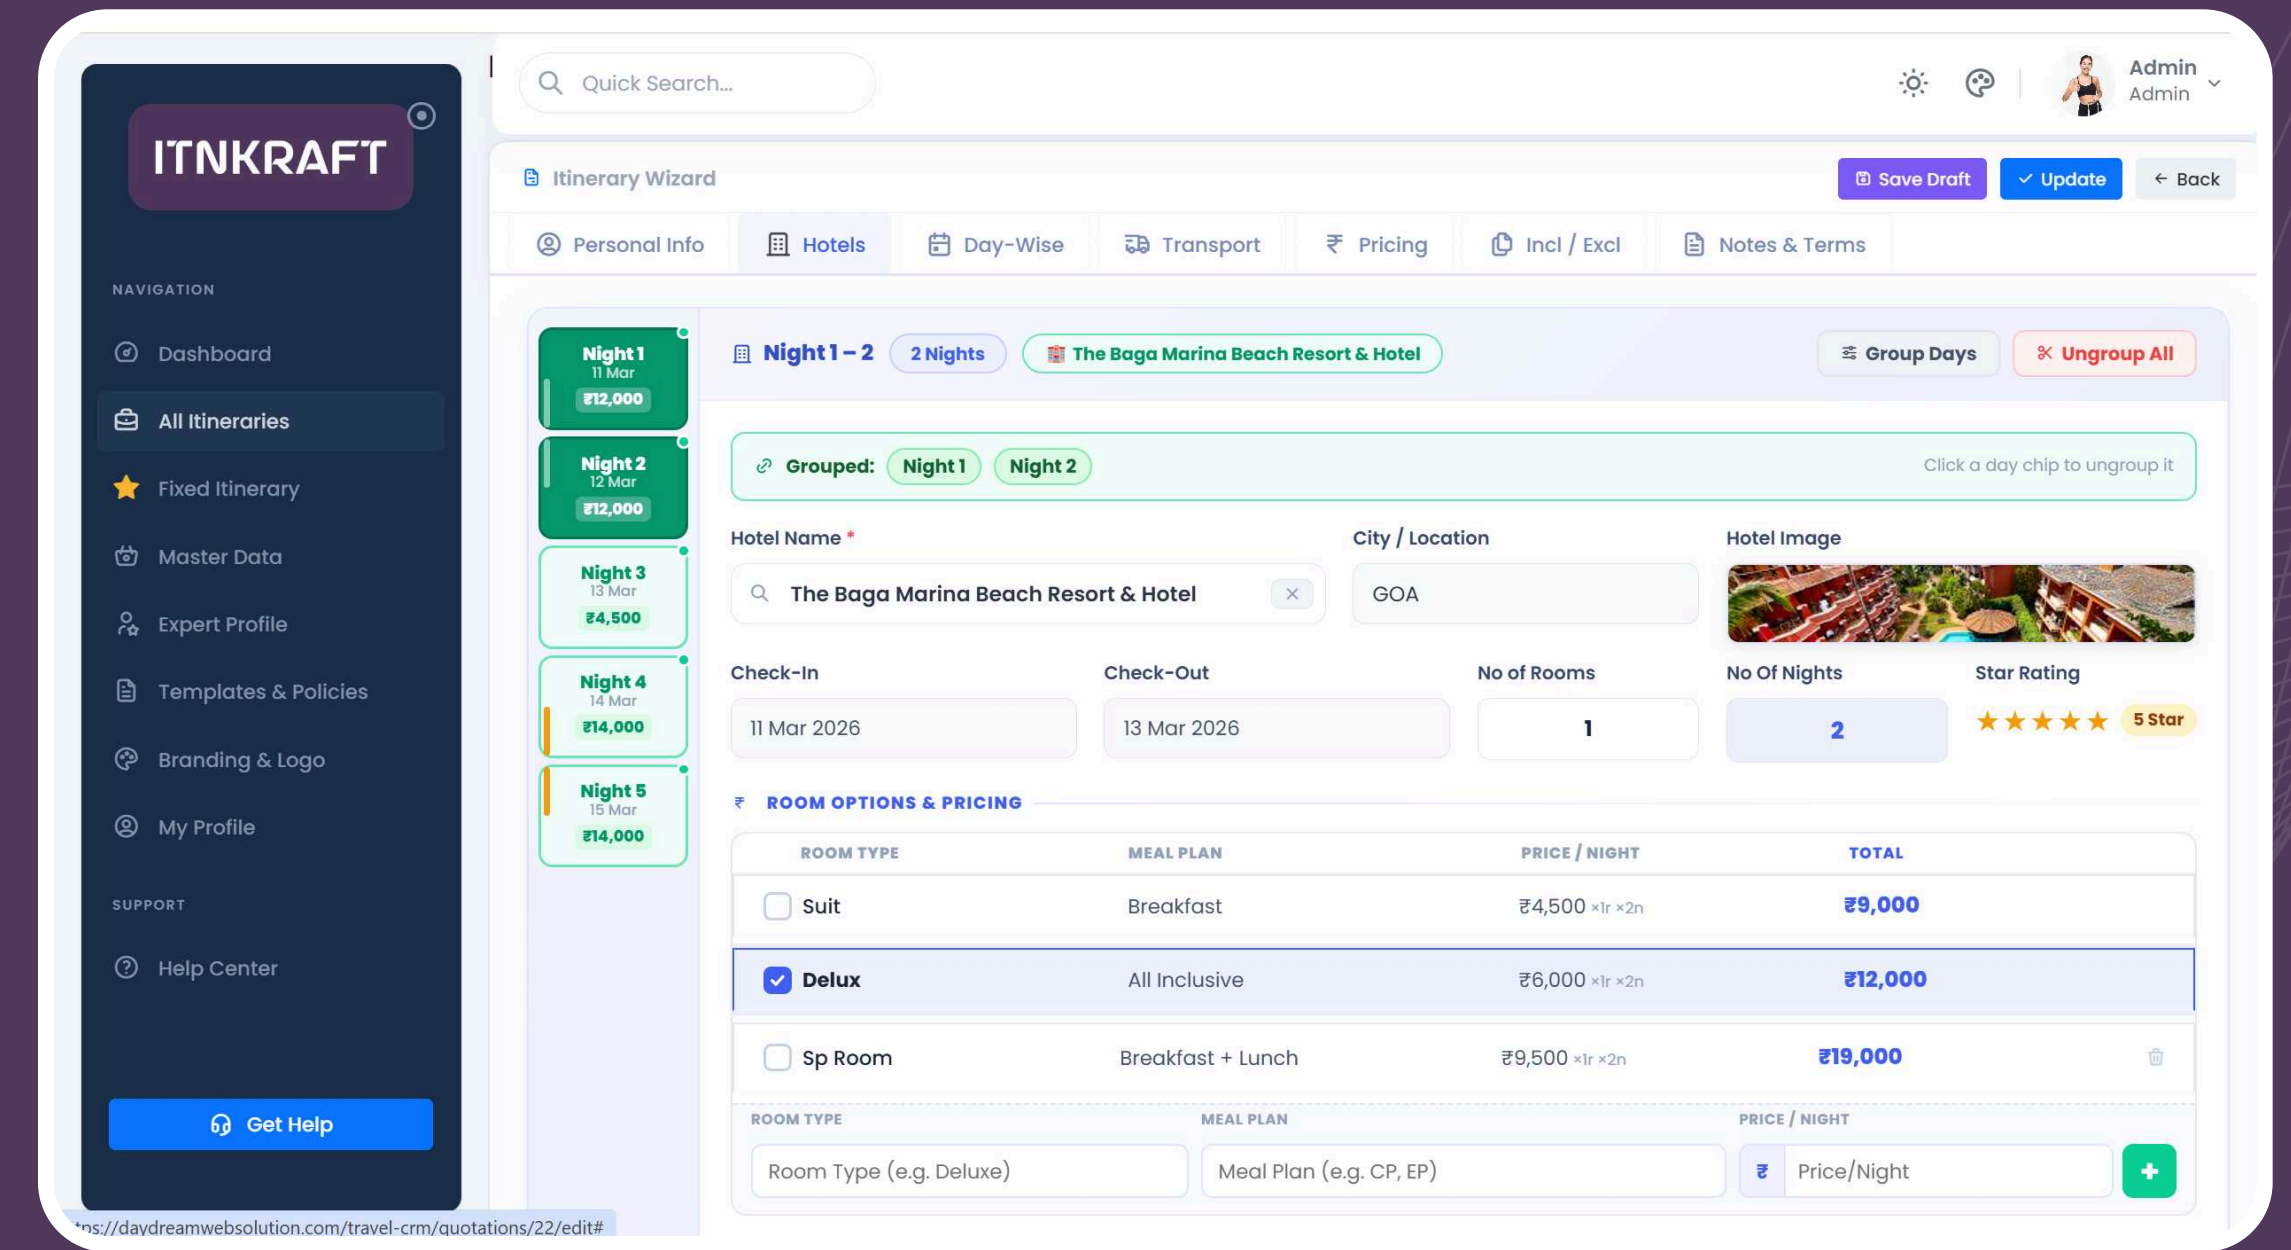 ITNKRAFT
NAVIGATION
Dashboard
All Itineraries
Fixed Itinerary
Master Data
Expert Profile
Templates & Policies
Branding & Logo
My Profile
SUPPORT
Help Center
Get Help
Quick Search...
Admin
Admin
Itinerary Wizard
Save Draft
Update
Back
Personal Info
Hotels
Day-Wise
Transport
₹ Pricing
Incl / Excl
Notes & Terms
Night 1
11 Mar
₹12,000
Night 2
12 Mar
₹12,000
Night 3
13 Mar
₹4,500
Night 4
14 Mar
₹14,000
Night 5
15 Mar
₹14,000
Night 1 – 2
2 Nights
The Baga Marina Beach Resort & Hotel
Group Days
Ungroup All
Grouped: Night 1 Night 2
Click a day chip to ungroup it
Hotel Name *
The Baga Marina Beach Resort & Hotel
City / Location
GOA
Hotel Image
Check-In
11 Mar 2026
Check-Out
13 Mar 2026
No of Rooms
1
No Of Nights
2
Star Rating
5 Star
₹ ROOM OPTIONS & PRICING
ROOM TYPE MEAL PLAN PRICE / NIGHT TOTAL
Suit Breakfast ₹4,500 ×1r ×2n ₹9,000
Delux All Inclusive ₹6,000 ×1r ×2n ₹12,000
Sp Room Breakfast + Lunch ₹9,500 ×1r ×2n ₹19,000
ROOM TYPE MEAL PLAN PRICE / NIGHT
Room Type (e.g. Deluxe) Meal Plan (e.g. CP, EP) ₹ Price/Night
tps://daydreamwebsolution.com/travel-crm/quotations/22/edit#